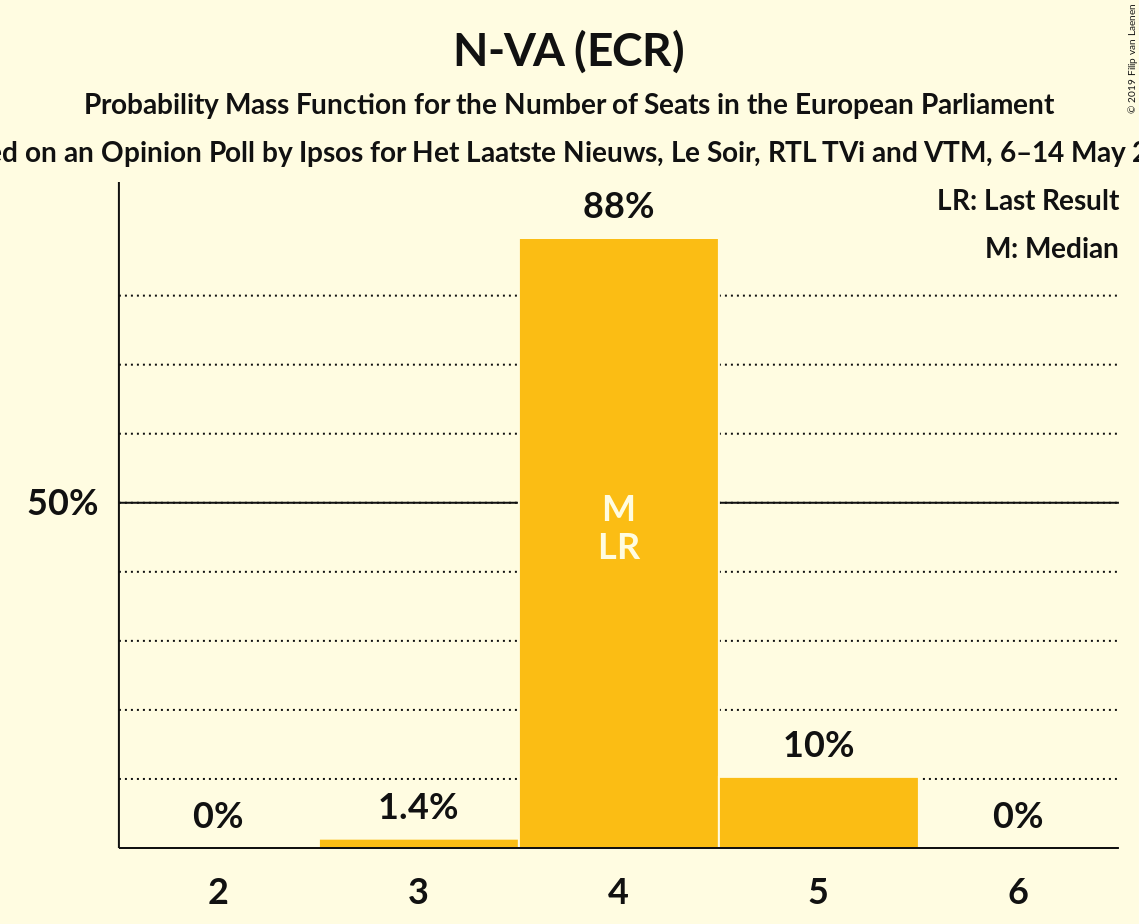 N-VA (ECR)
Probability Mass Function for the Number of Seats in the European Parliament
on an Opinion Poll by Ipsos for Het Laatste Nieuws, Le Soir, RTL TVi and VTM, 6–14 May
LR: Last Result
M: Median
88%
50%
M
LR
10%
1.4%
0%
0%
2 3 4 5 6
© 2019 Filip van Laenen